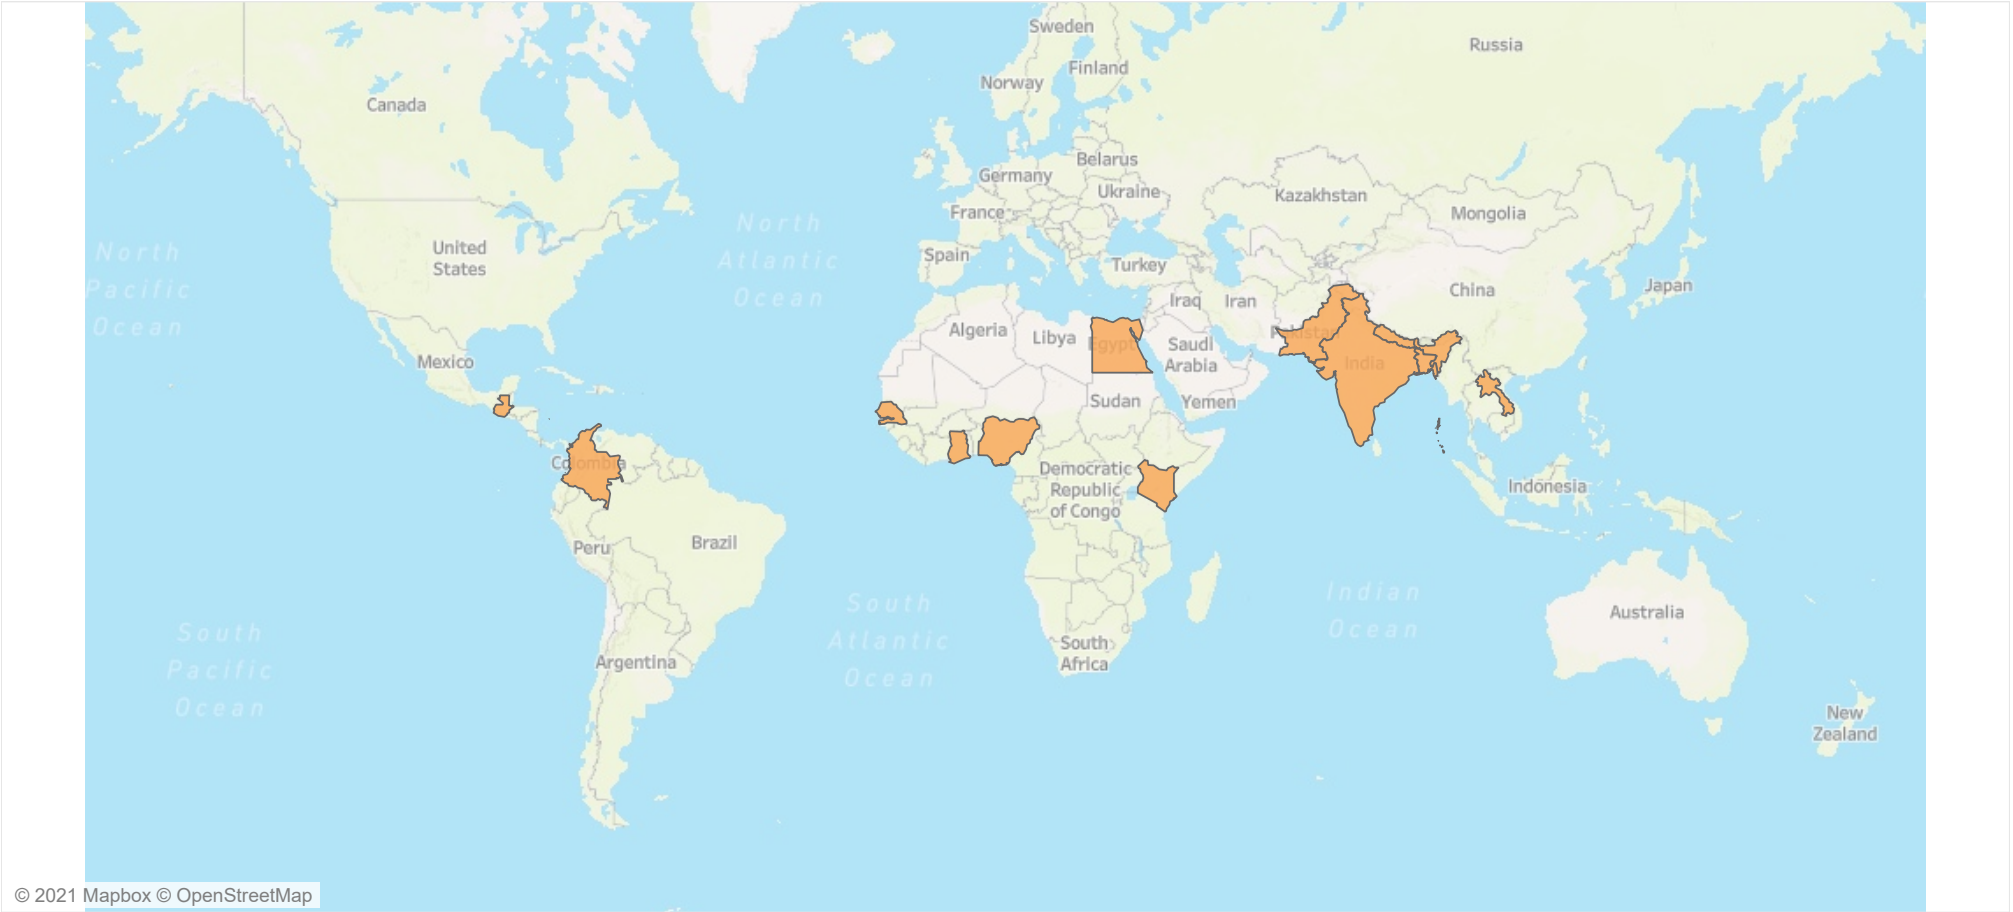 Sweden
Russia
Finland
Norway
Canada
Belarus
Germany
Ukraine
Kazakhstan
France
Mongolia
North
Atlantic
Ocean
North
Pacific
Ocean
United
States
Spain
Turkey
China
Japan
Iraq
Iran
Algeria
Libya
Egypt
Pakistan
Saudi
Arabia
India
Mexico
Sudan
Yemen
Colombia
Democratic
Republic
of Congo
Indonesia
Peru
Brazil
South
Atlantic
Ocean
Indian
Ocean
Australia
South
Pacific
Ocean
South
Africa
Argentina
New
Zealand
© 2021 Mapbox © OpenStreetMap